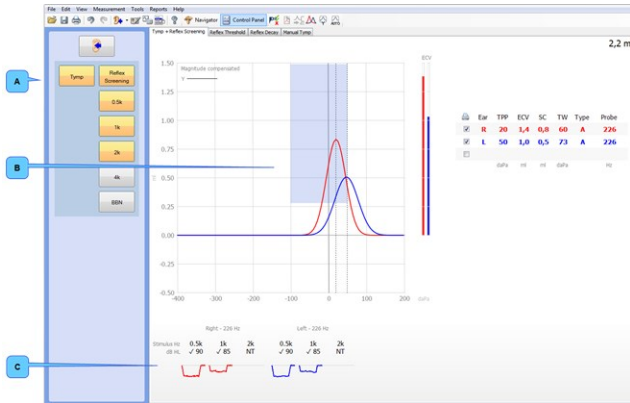 File Edit View Measurement Tools Reports Help
Navigator Control Panel
Tymp + Reflex Screening Reflex Threshold Reflex Decay Manual Tymp
2,2 m
ECV
1.50
Magnitude compensated
Y
A
Tymp
Reflex Screening
1.25
0.5k
1.00
Ear TPP ECV SC TW Type Probe
1k
R 20 1,4 0,8 60 A 226
L 50 1,0 0,5 73 A 226
2k
0.75
daPa ml ml daPa Hz
B
4k
0.50
BBN
0.25
0.00
-400 -300 -200 -100 0 100 200 daPa
Right - 226 Hz Left - 226 Hz
Stimulus Hz 0.5k 1k 2k 0.5k 1k 2k
dB HL ✓ 90 ✓ 85 NT ✓ 90 ✓ 85 NT
C